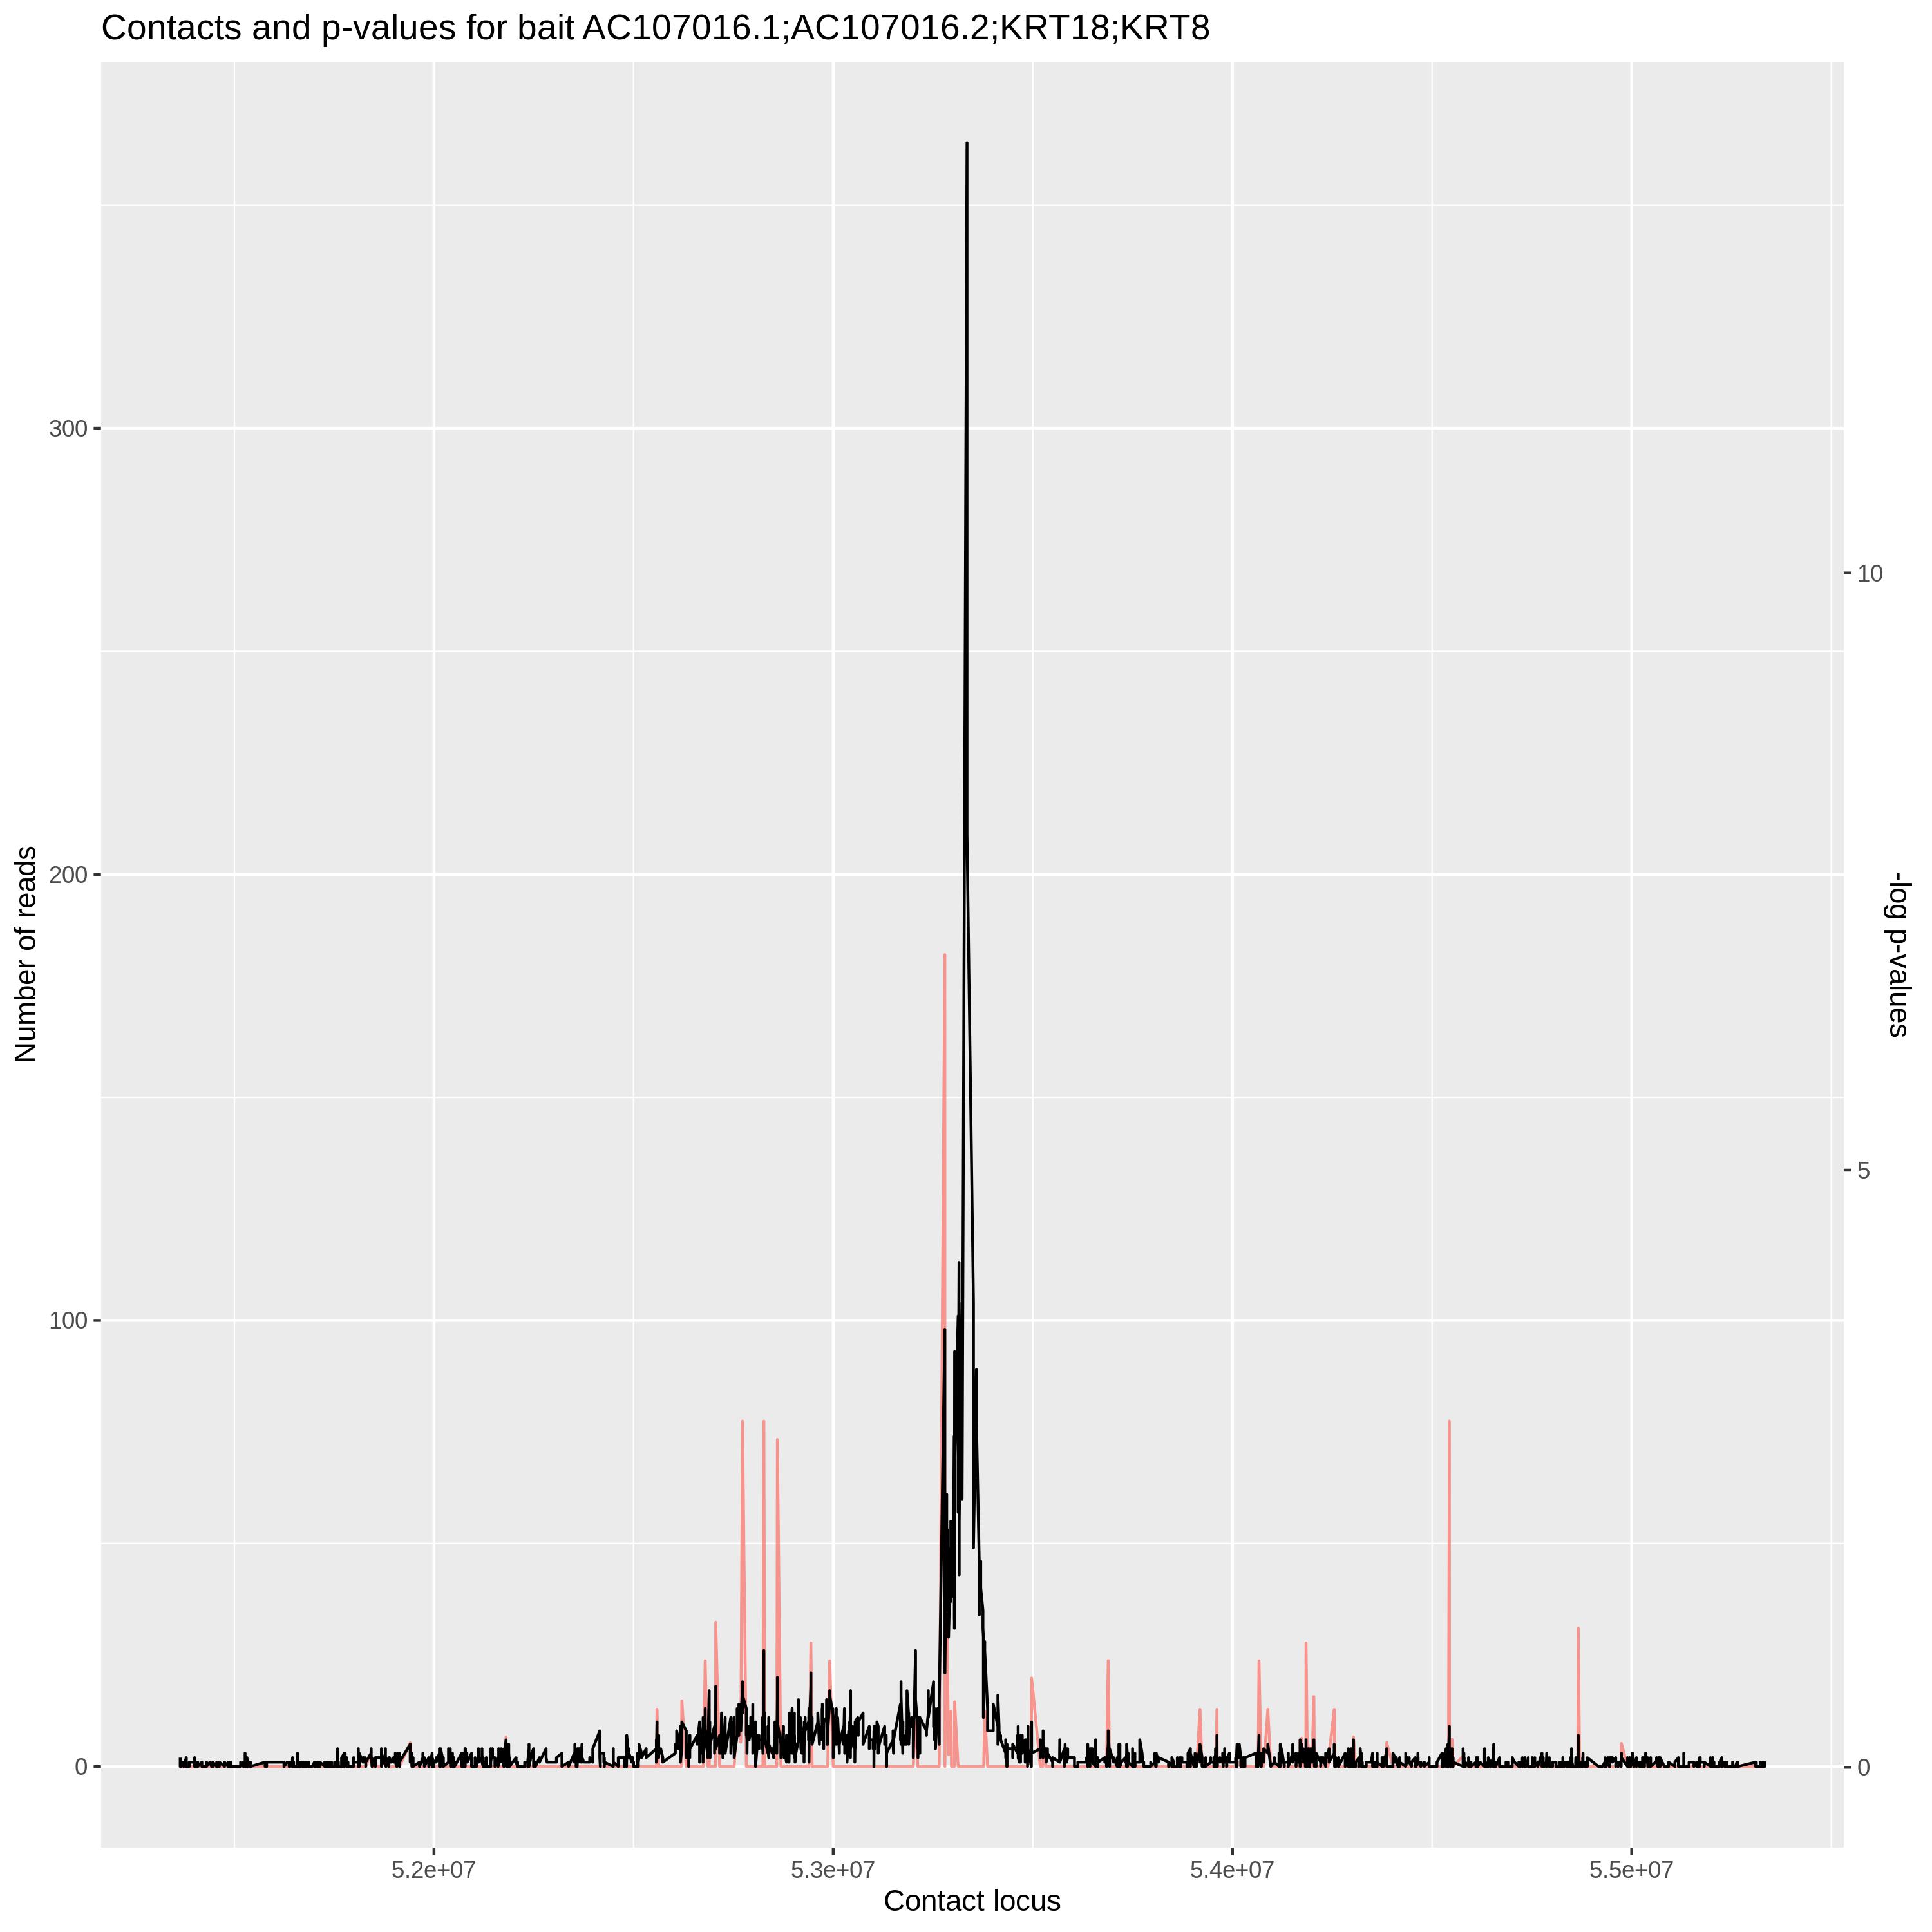 Contacts and p-values for bait AC107016.1;AC107016.2;KRT18;KRT8
300
200
100
0
Number of reads
10
5
0
-log p-values
5.2e+07 5.3e+07 5.4e+07 5.5e+07
Contact locus